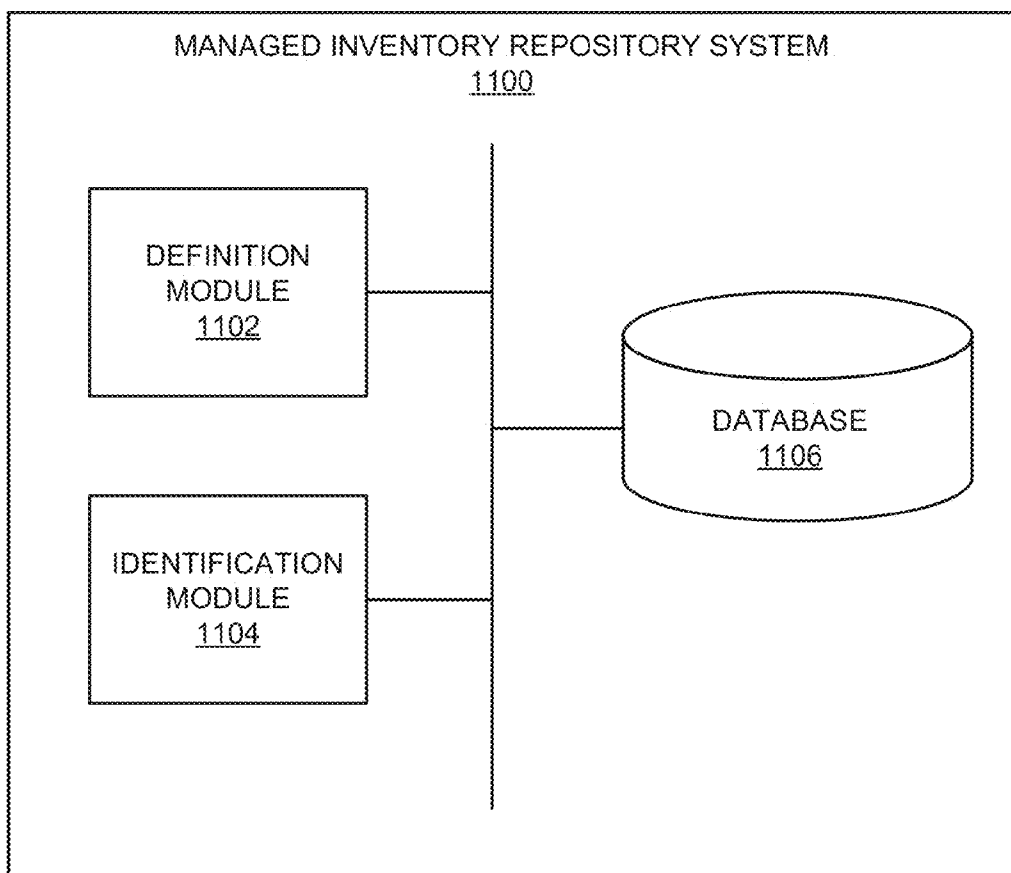 MANAGED INVENTORY REPOSITORY SYSTEM
1100
DEFINITION
MODULE
1102
IDENTIFICATION
MODULE
1104
DATABASE
1106